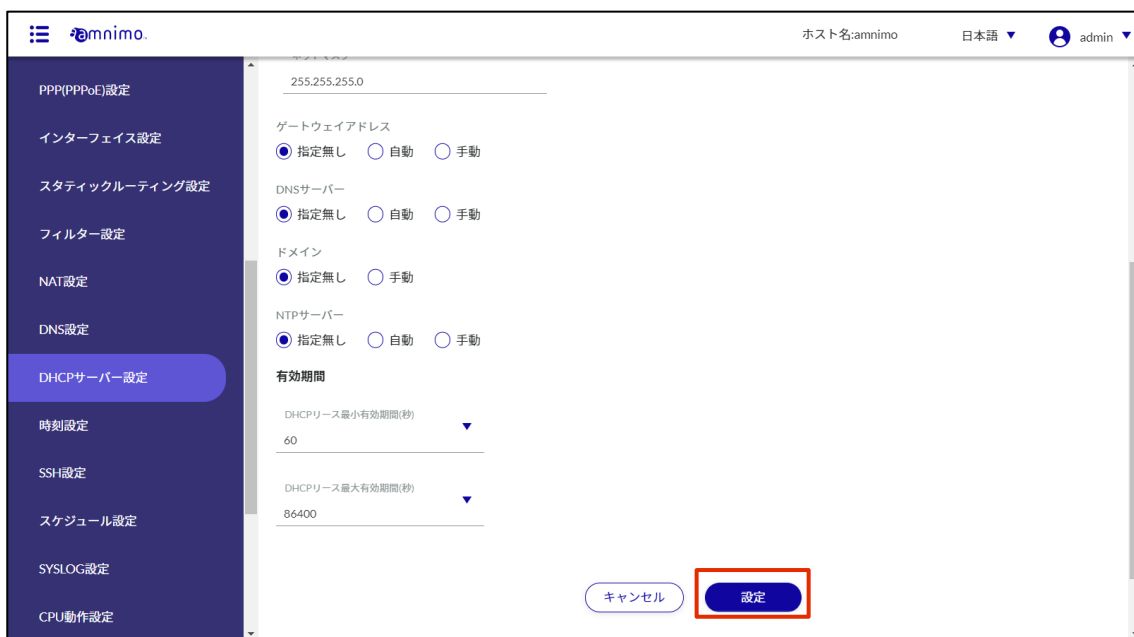 amnimo.
ホスト名:amnimo
日本語 ▼
admin ▼
PPP(PPPoE)設定
インターフェイス設定
スタティックルーティング設定
フィルター設定
NAT設定
DNS設定
DHCPサーバー設定
時刻設定
SSH設定
スケジュール設定
SYSLOG設定
CPU動作設定
ネットマスク
255.255.255.0
ゲートウェイアドレス
指定無し 自動 手動
DNSサーバー
指定無し 自動 手動
ドメイン
指定無し 手動
NTPサーバー
指定無し 自動 手動
有効期間
DHCPリース最小有効期間(秒)
60
DHCPリース最大有効期間(秒)
86400
キャンセル 設定